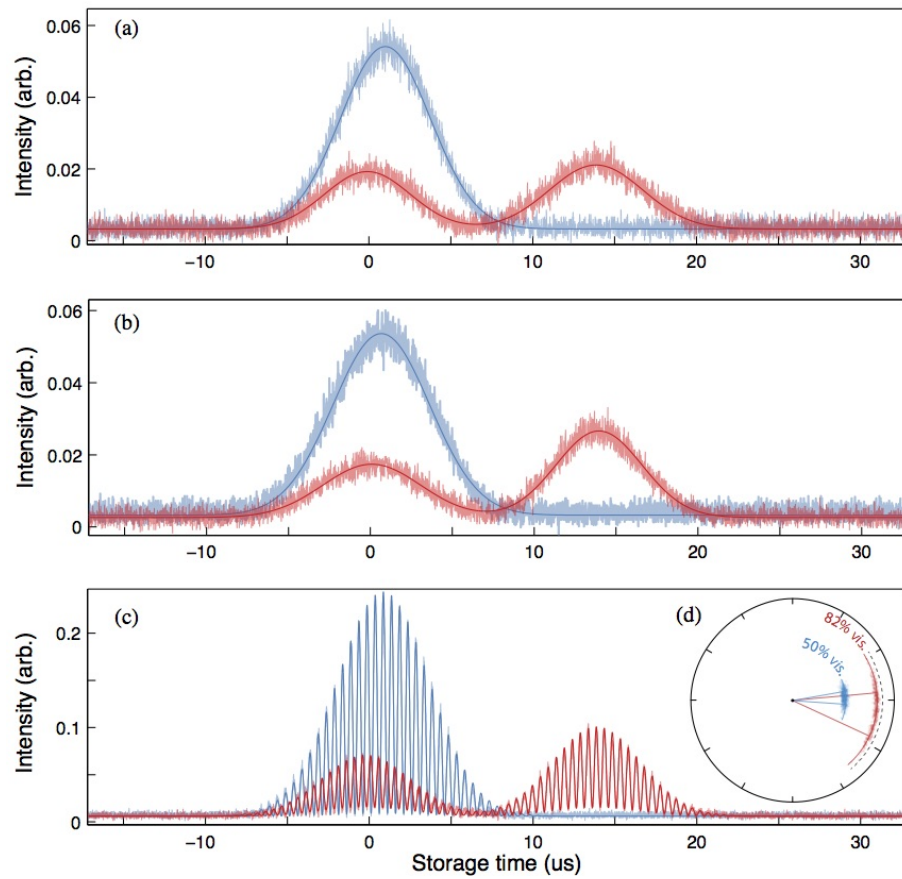 (a)
Intensity (arb.)
0.06
0.04
0.02
0
−10 0 10 20 30
(b)
Intensity (arb.)
0.06
0.04
0.02
0
−10 0 10 20 30
(c)
(d)
Intensity (arb.)
0.2
0.1
0
82% vis.
50% vis.
−10 0 10 20 30
Storage time (us)